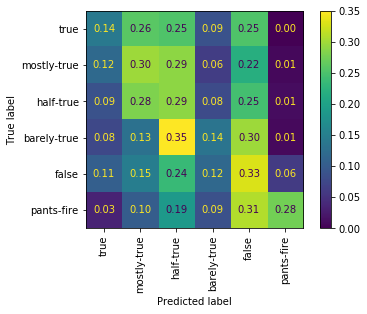 true 0.14 0.26 0.25 0.09 0.25 0.00
mostly-true 0.12 0.30 0.29 0.06 0.22 0.01
half-true 0.09 0.28 0.29 0.08 0.25 0.01
barely-true 0.08 0.13 0.35 0.14 0.30 0.01
false 0.11 0.15 0.24 0.12 0.33 0.06
pants-fire 0.03 0.10 0.19 0.09 0.31 0.28
True label
true
mostly-true
half-true
barely-true
false
pants-fire
Predicted label
0.35
0.30
0.25
0.20
0.15
0.10
0.05
0.00